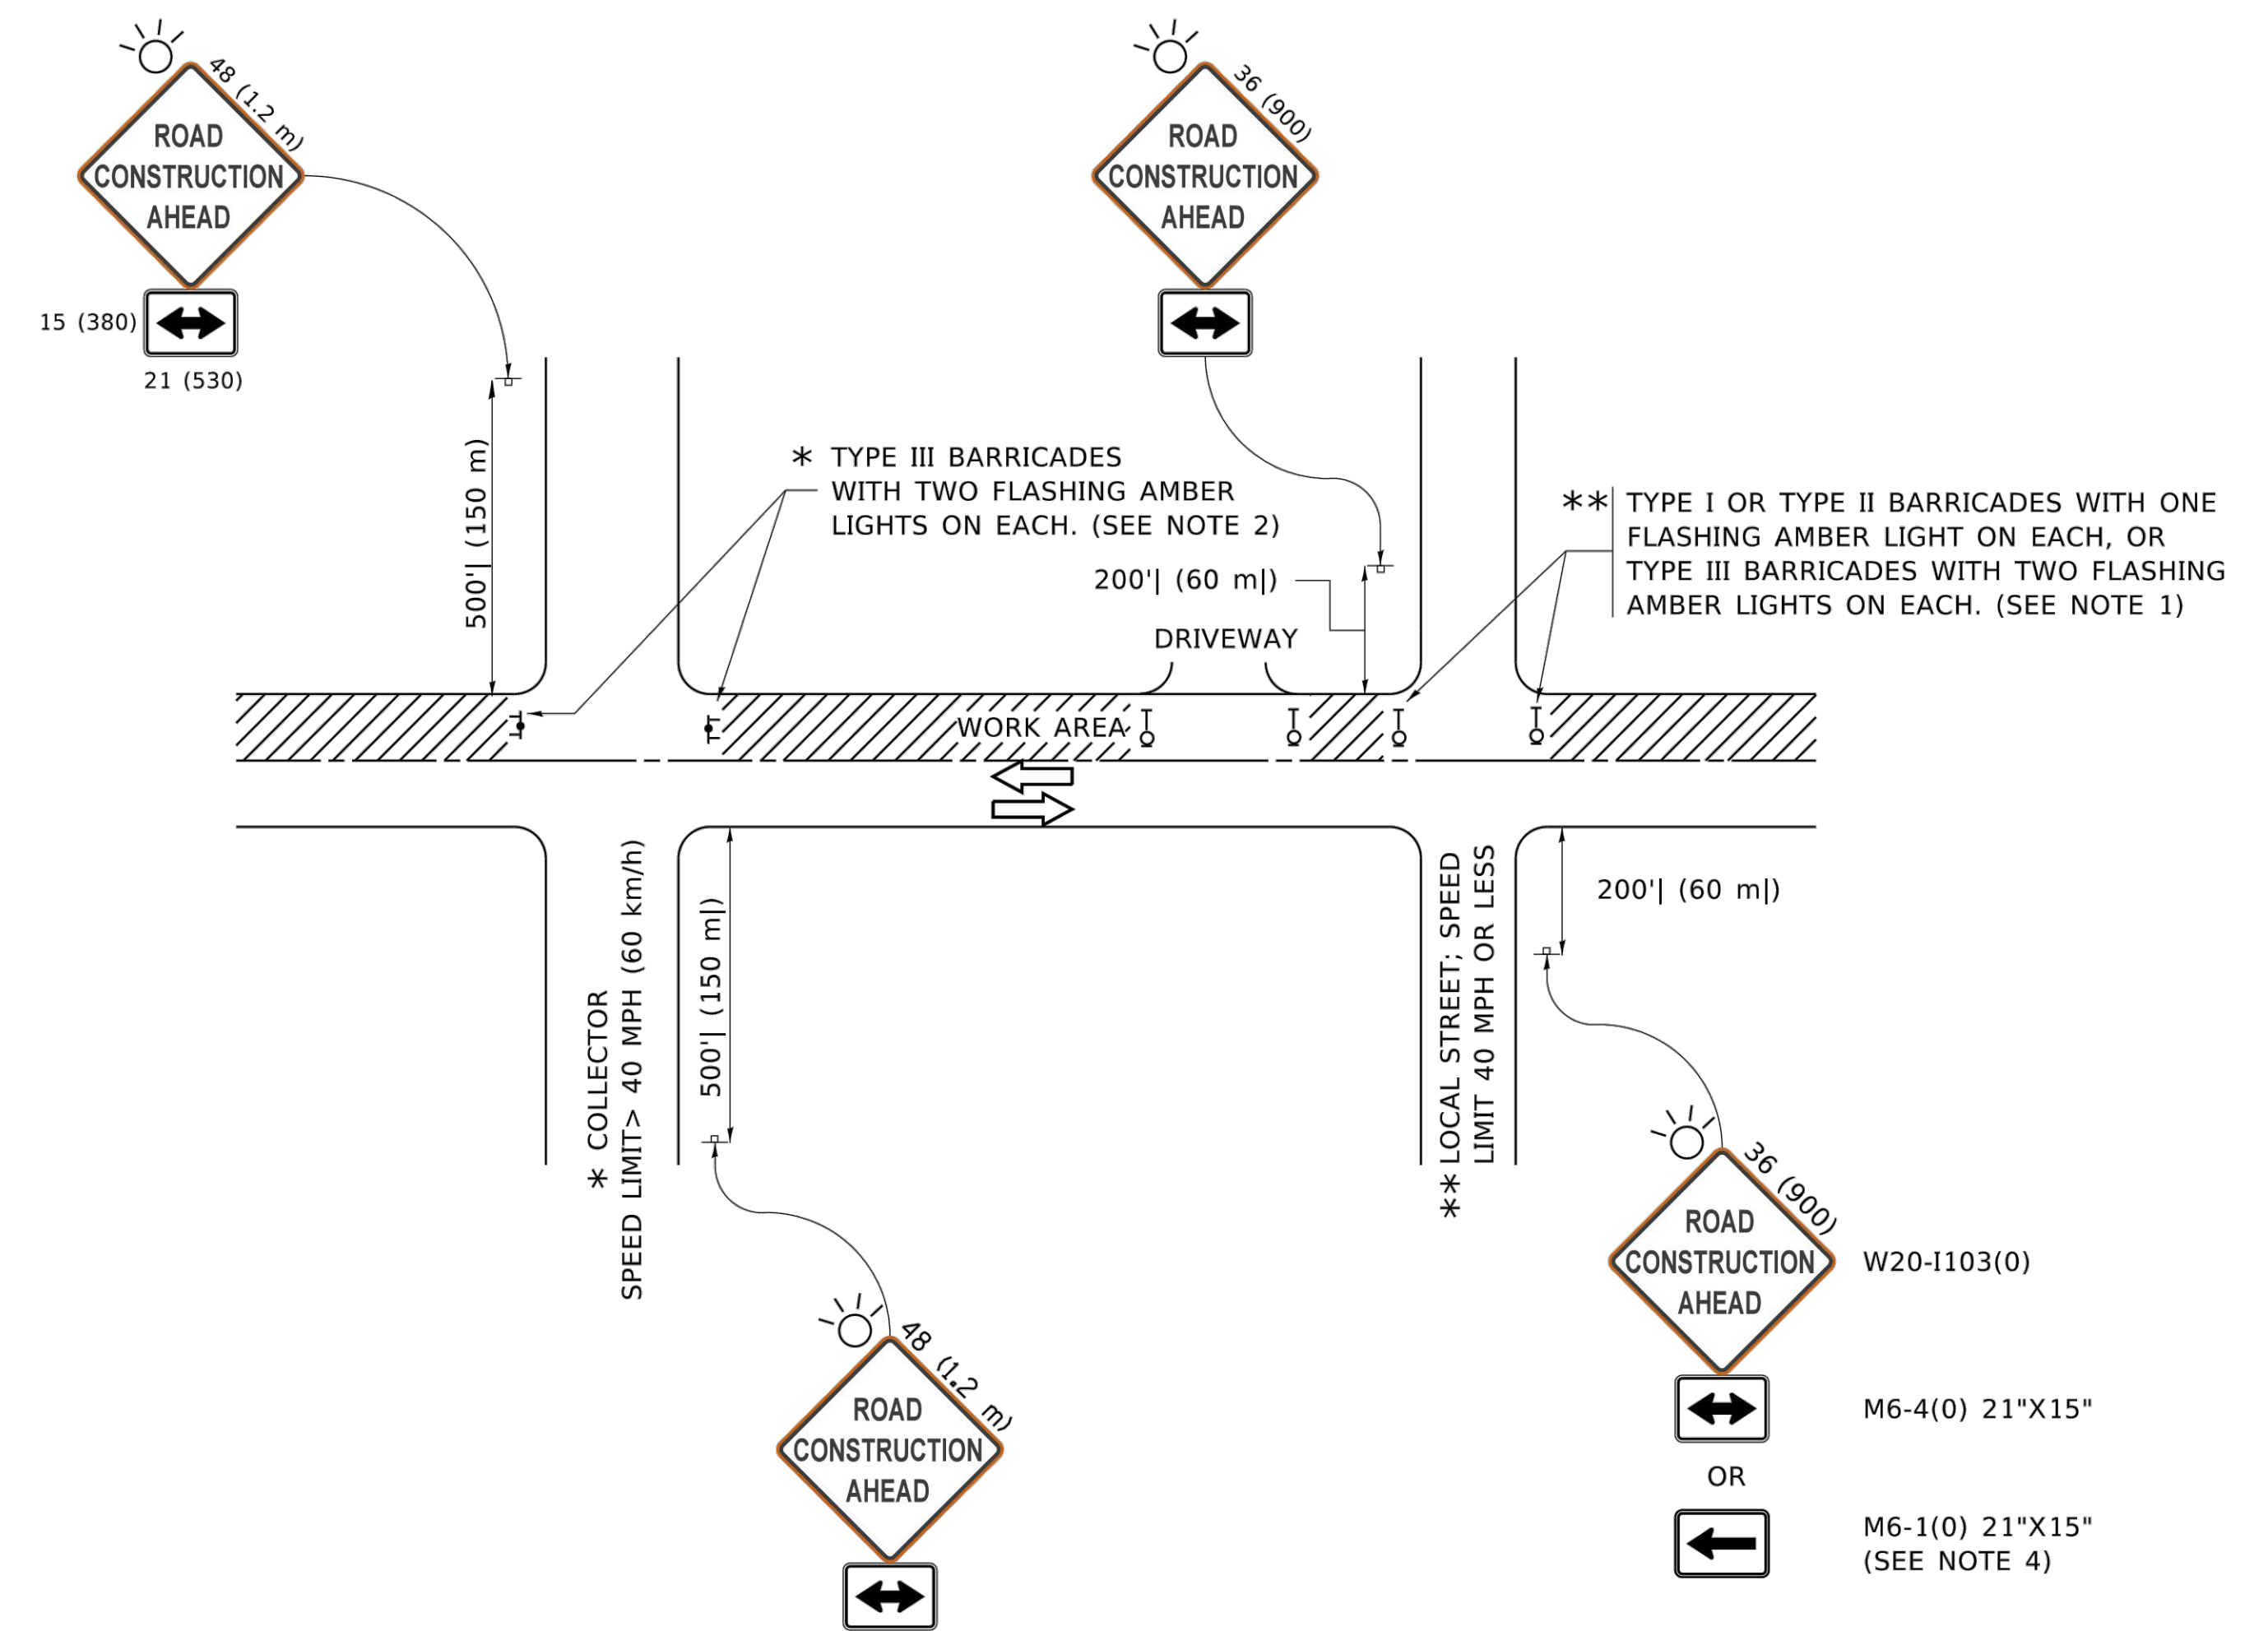 48 (1.2 m)
ROAD
CONSTRUCTION
AHEAD
15 (380)
21 (530)
36 (900)
ROAD
CONSTRUCTION
AHEAD
500'| (150 m)
* TYPE III BARRICADES
WITH TWO FLASHING AMBER
LIGHTS ON EACH. (SEE NOTE 2)
200'| (60 m|)
DRIVEWAY
** TYPE I OR TYPE II BARRICADES WITH ONE
FLASHING AMBER LIGHT ON EACH, OR
TYPE III BARRICADES WITH TWO FLASHING
AMBER LIGHTS ON EACH. (SEE NOTE 1)
WORK AREA
* COLLECTOR
SPEED LIMIT> 40 MPH (60 km/h)
500'| (150 m|)
** LOCAL STREET; SPEED
LIMIT 40 MPH OR LESS
200'| (60 m|)
48 (1.2 m)
ROAD
CONSTRUCTION
AHEAD
36 (900)
ROAD
CONSTRUCTION
AHEAD
W20-I103(0)
M6-4(0) 21"X15"
OR
M6-1(0) 21"X15"
(SEE NOTE 4)